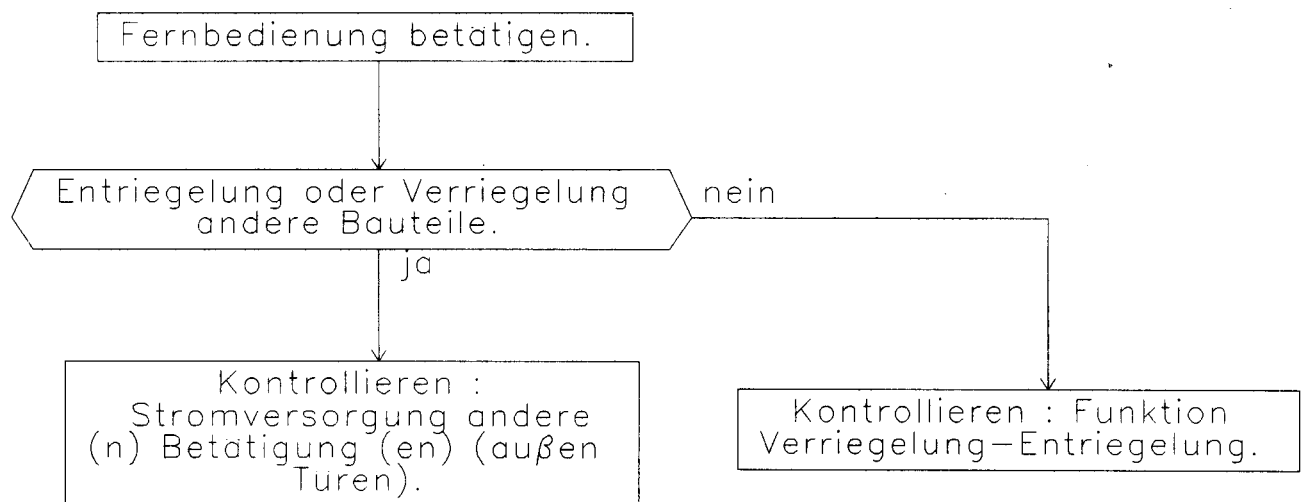 Fernbedienung betätigen.
Entriegelung oder Verriegelung
andere Bauteile.
nein
ja
Kontrollieren :
Stromversorgung andere
(n) Betätigung (en) (außen
Türen).
Kontrollieren : Funktion
Verriegelung-Entriegelung.